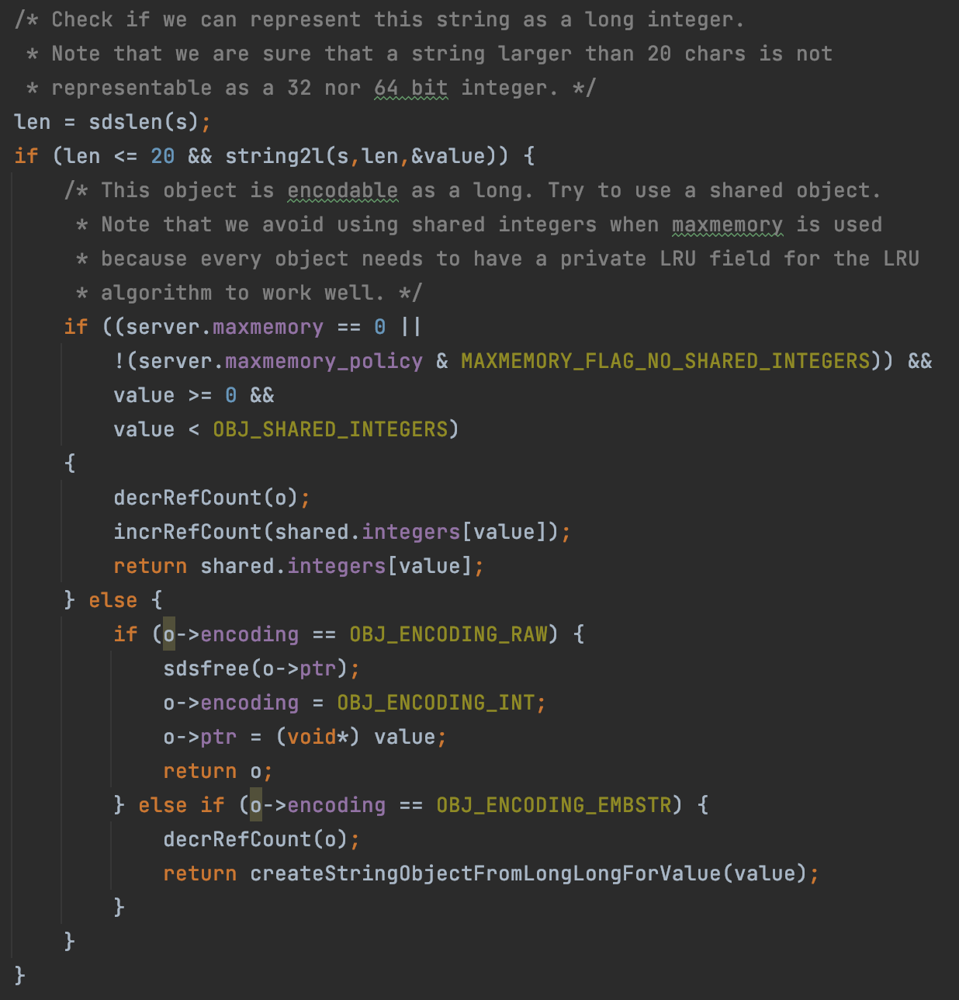 /* Check if we can represent this string as a long integer.
 * Note that we are sure that a string larger than 20 chars is not
 * representable as a 32 nor 64 bit integer. */
len = sdslen(s);
if (len <= 20 && string2l(s,len,&value)) {
    /* This object is encodable as a long. Try to use a shared object.
     * Note that we avoid using shared integers when maxmemory is used
     * because every object needs to have a private LRU field for the LRU
     * algorithm to work well. */
    if ((server.maxmemory == 0 ||
        !(server.maxmemory_policy & MAXMEMORY_FLAG_NO_SHARED_INTEGERS)) &&
        value >= 0 &&
        value < OBJ_SHARED_INTEGERS)
    {
        decrRefCount(o);
        incrRefCount(shared.integers[value]);
        return shared.integers[value];
    } else {
        if (o->encoding == OBJ_ENCODING_RAW) {
            sdsfree(o->ptr);
            o->encoding = OBJ_ENCODING_INT;
            o->ptr = (void*) value;
            return o;
        } else if (o->encoding == OBJ_ENCODING_EMBSTR) {
            decrRefCount(o);
            return createStringObjectFromLongLongForValue(value);
        }
    }
}